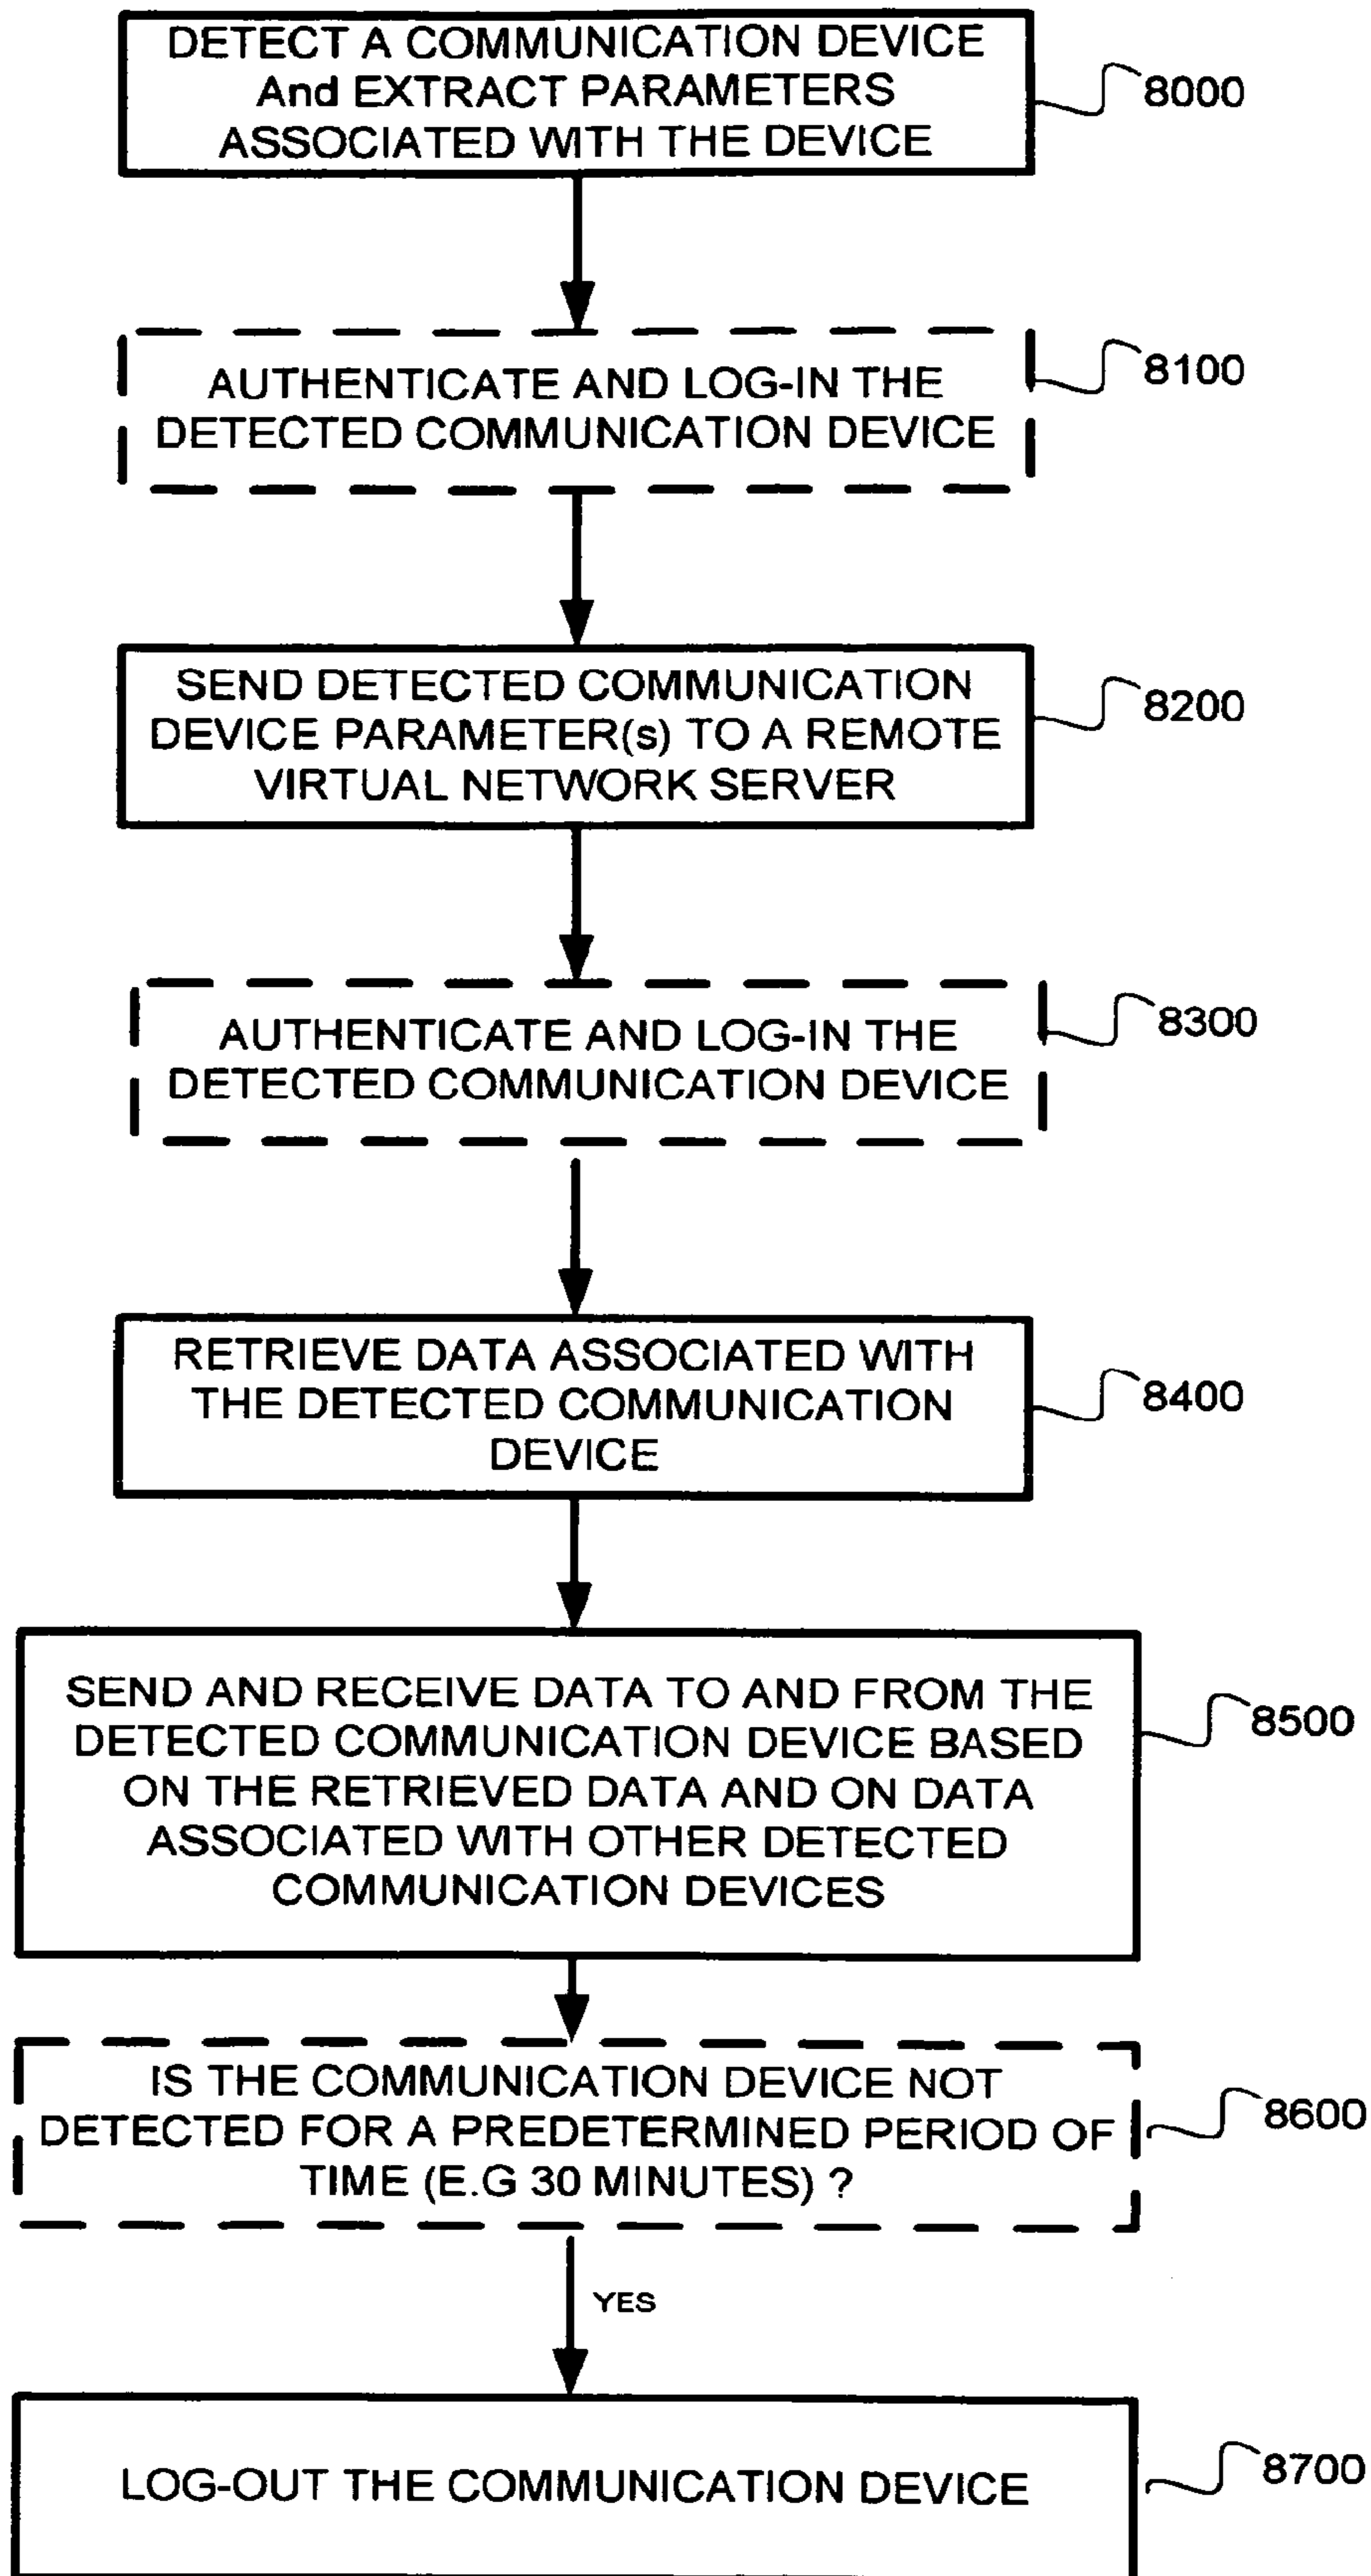 DETECT A COMMUNICATION DEVICE
And EXTRACT PARAMETERS
ASSOCIATED WITH THE DEVICE
8000
AUTHENTICATE AND LOG-IN THE
DETECTED COMMUNICATION DEVICE
8100
SEND DETECTED COMMUNICATION
DEVICE PARAMETER(s) TO A REMOTE
VIRTUAL NETWORK SERVER
8200
AUTHENTICATE AND LOG-IN THE
DETECTED COMMUNICATION DEVICE
8300
RETRIEVE DATA ASSOCIATED WITH
THE DETECTED COMMUNICATION
DEVICE
8400
SEND AND RECEIVE DATA TO AND FROM THE
DETECTED COMMUNICATION DEVICE BASED
ON THE RETRIEVED DATA AND ON DATA
ASSOCIATED WITH OTHER DETECTED
COMMUNICATION DEVICES
8500
IS THE COMMUNICATION DEVICE NOT
DETECTED FOR A PREDETERMINED PERIOD OF
TIME (E.G 30 MINUTES) ?
8600
YES
LOG-OUT THE COMMUNICATION DEVICE
8700